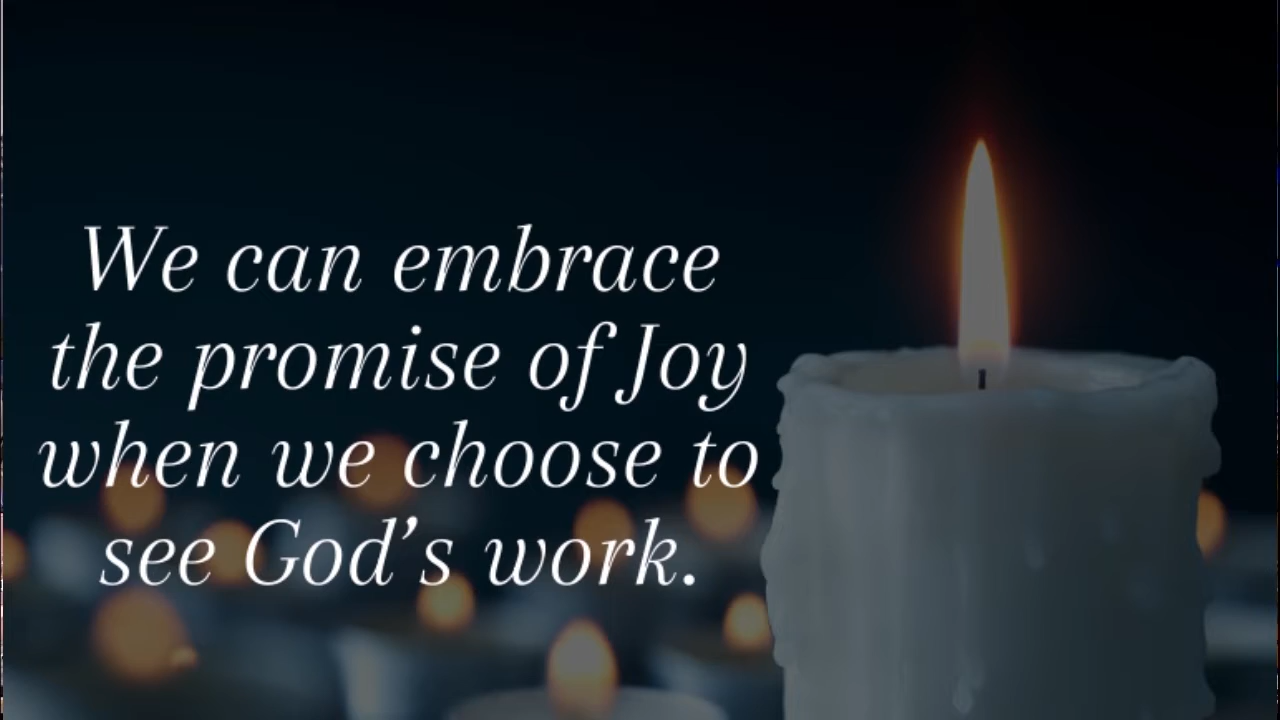 We can embrace
the promise of Joy
when we choose to
see God’s work.